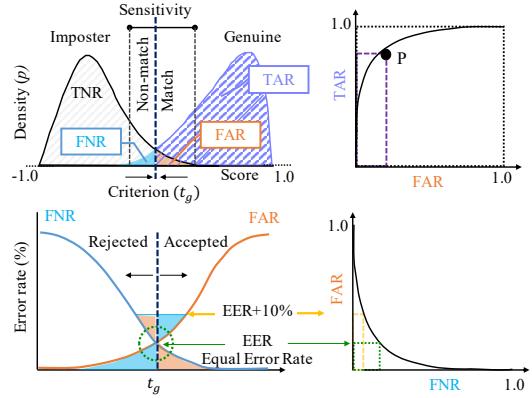 Sensitivity
Imposter
Genuine
Density (p)
TNR
Non-match
Match
TAR
FNR
FAR
-1.0
Score
1.0
Criterion (t_g)
1.0
TAR
P
FAR
1.0
FNR
FAR
Error rate (%)
Rejected
Accepted
EER+10%
EER
Equal Error Rate
t_g
1.0
FAR
FNR
1.0